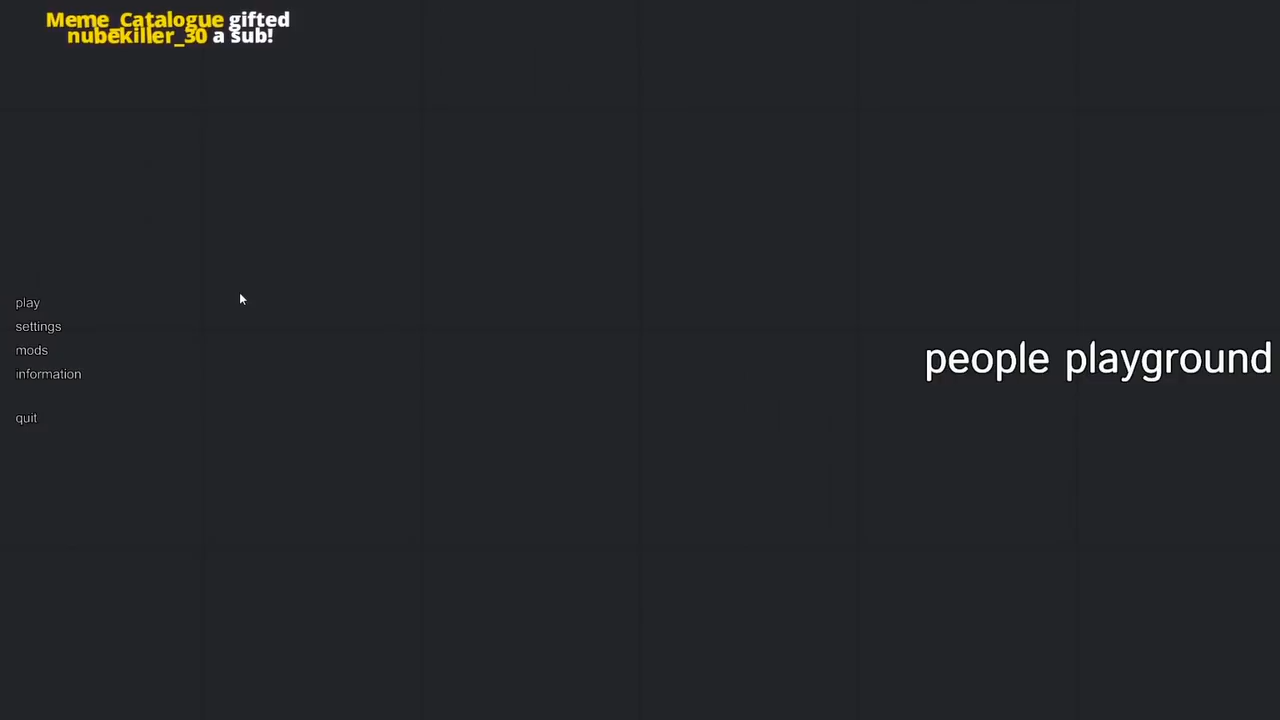 Meme_Catalogue gifted
nubekiller_30 a sub!
play
settings
mods
information
quit
people playground